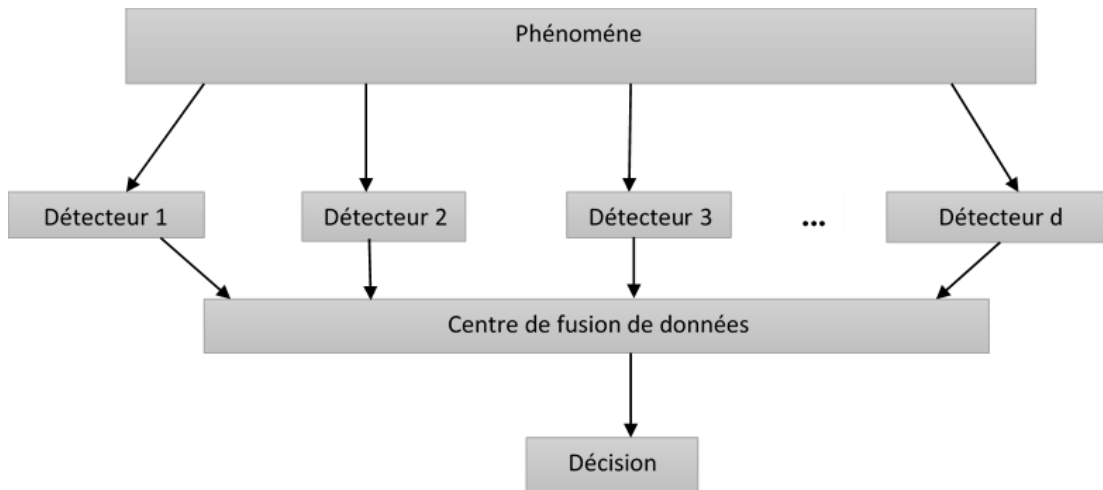 Phénoméne
Détecteur 1
Détecteur 2
Détecteur 3
...
Détecteur d
Centre de fusion de données
Décision